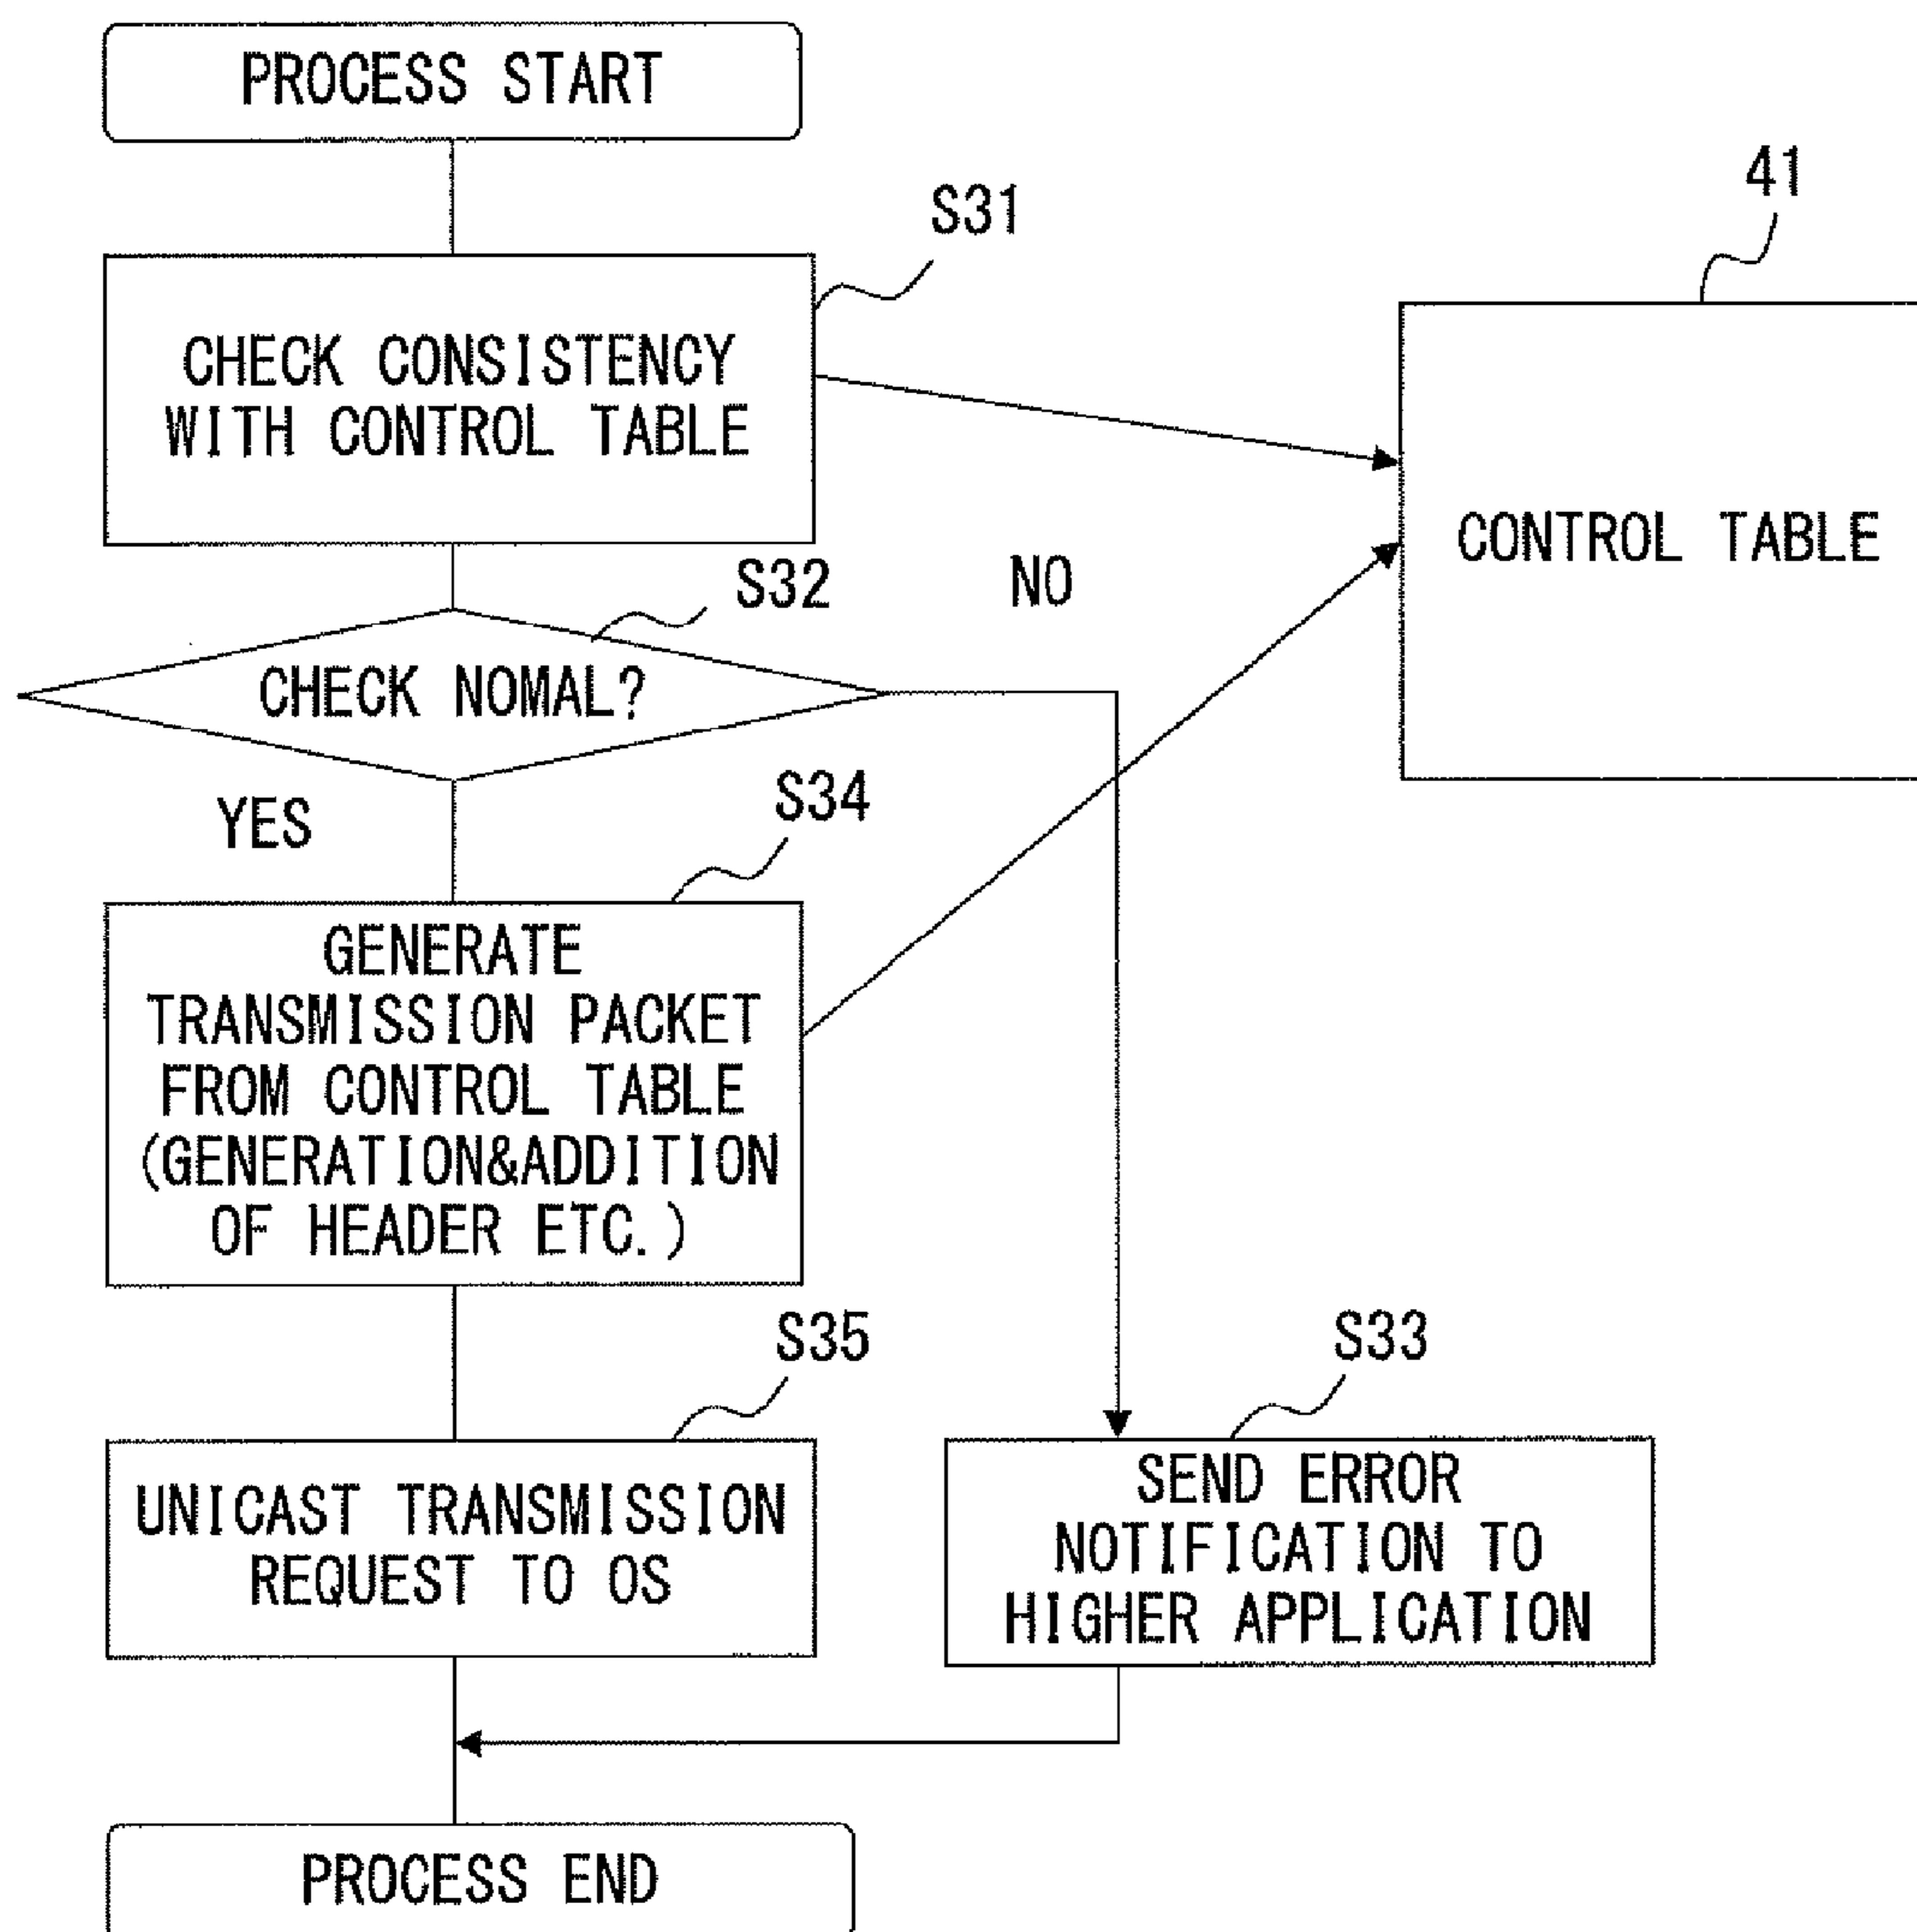 PROCESS START
S31
41
CHECK CONSISTENCY
WITH CONTROL TABLE
CONTROL TABLE
S32
NO
CHECK NOMAL?
YES
S34
GENERATE
TRANSMISSION PACKET
FROM CONTROL TABLE
(GENERATION&ADDITION
OF HEADER ETC.)
S35
S33
UNICAST TRANSMISSION
REQUEST TO OS
SEND ERROR
NOTIFICATION TO
HIGHER APPLICATION
PROCESS END